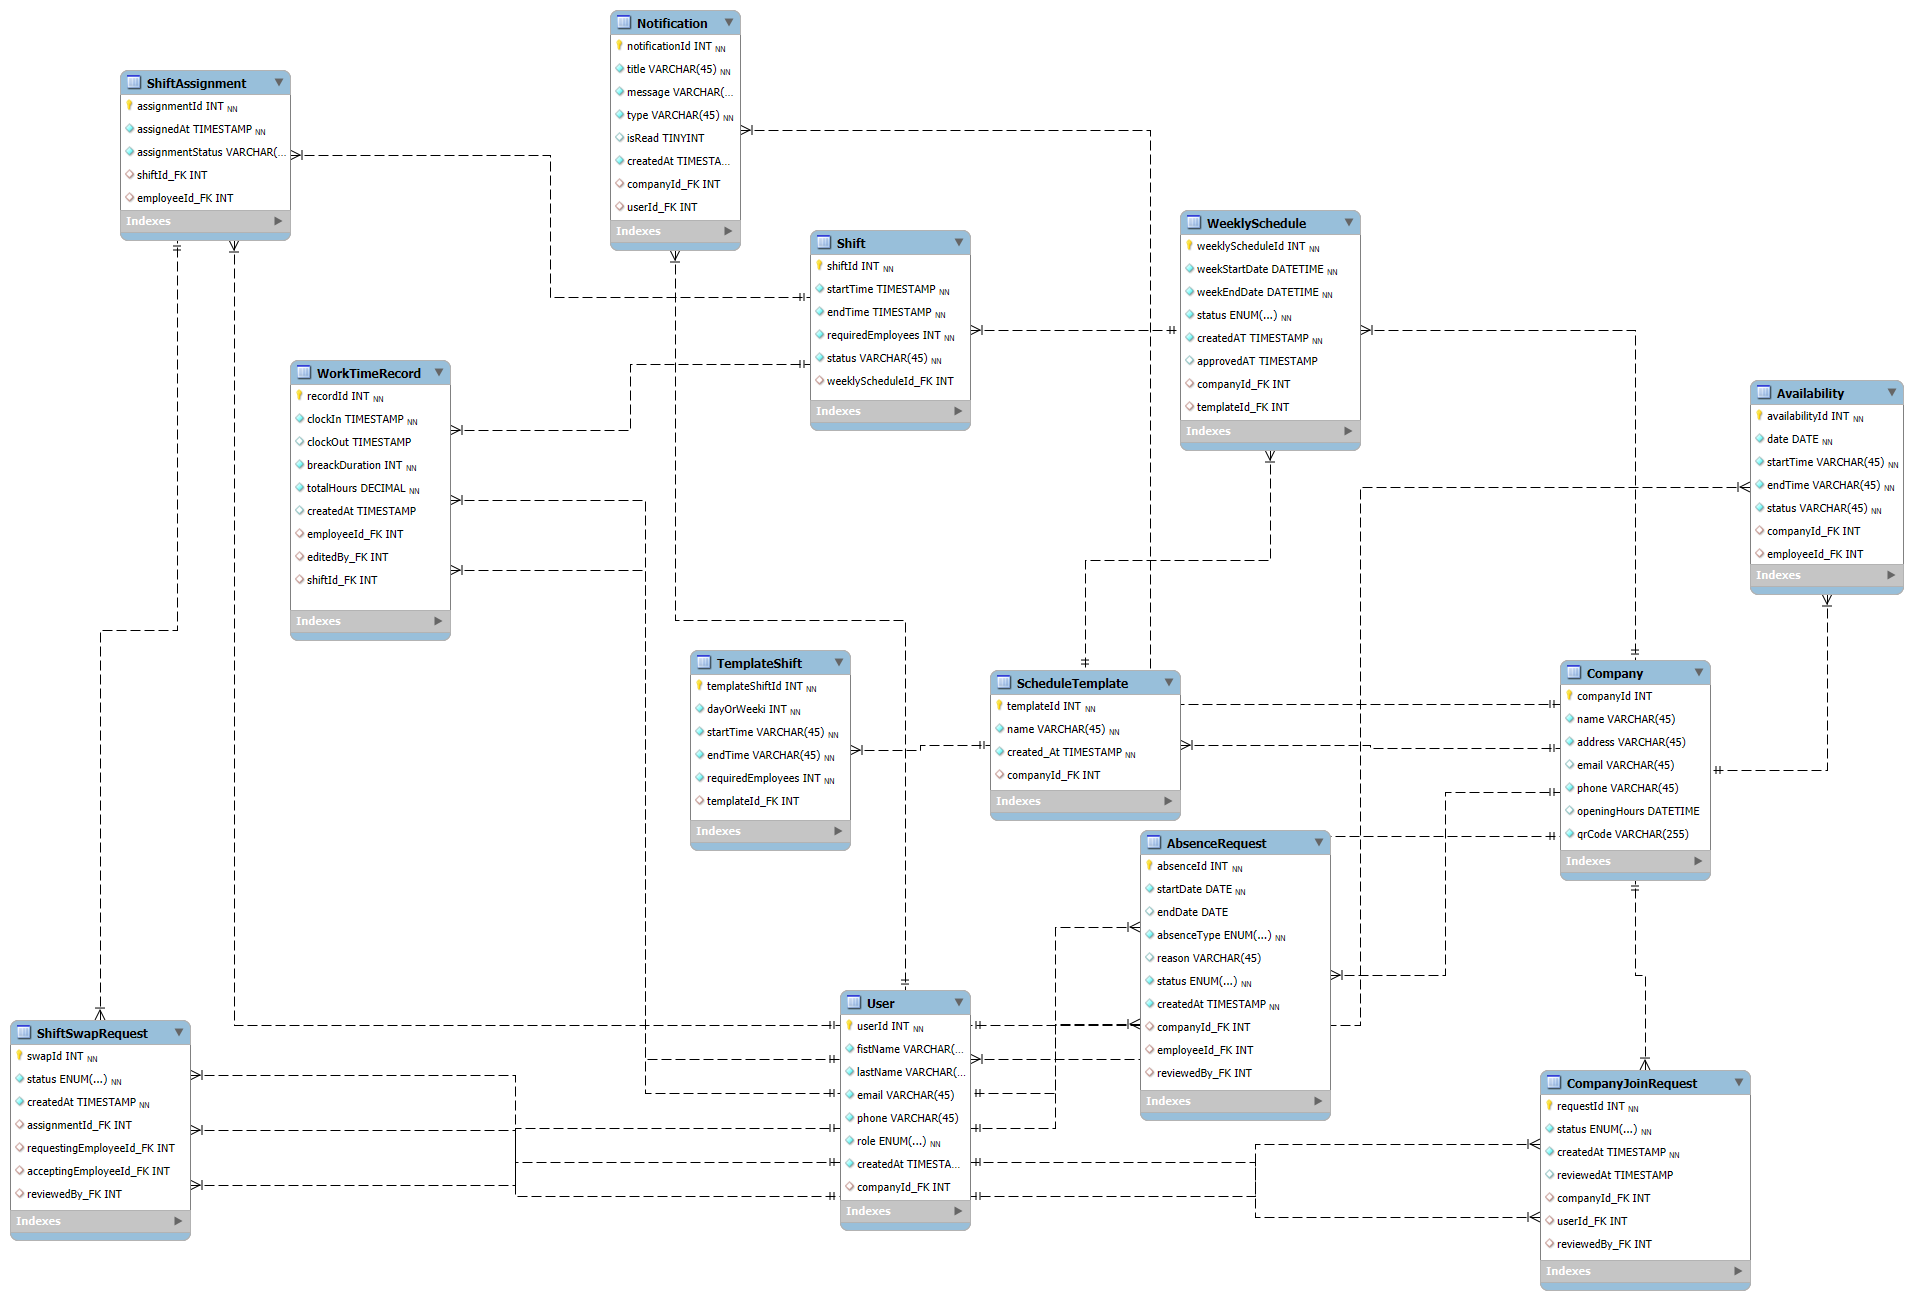 Notification
notificationId INT NN
title VARCHAR(45) NN
message VARCHAR(...
type VARCHAR(45) NN
isRead TINYINT
createdAt TIMESTA...
companyId_FK INT
userId_FK INT
Indexes
ShiftAssignment
assignmentId INT NN
assignedAt TIMESTAMP NN
assignmentStatus VARCHAR(...
shiftId_FK INT
employeeId_FK INT
Indexes
Shift
shiftId INT NN
startTime TIMESTAMP NN
endTime TIMESTAMP NN
requiredEmployees INT NN
status VARCHAR(45) NN
weeklyScheduleId_FK INT
Indexes
WeeklySchedule
weeklyScheduleId INT NN
weekStartDate DATETIME NN
weekEndDate DATETIME NN
status ENUM(...) NN
createdAT TIMESTAMP NN
approvedAT TIMESTAMP
companyId_FK INT
templateId_FK INT
Indexes
WorkTimeRecord
recordId INT NN
clockIn TIMESTAMP NN
clockOut TIMESTAMP
breackDuration INT NN
totalHours DECIMAL NN
createdAt TIMESTAMP
employeeId_FK INT
editedBy_FK INT
shiftId_FK INT
Indexes
Availability
availabilityId INT NN
date DATE NN
startTime VARCHAR(45) NN
endTime VARCHAR(45) NN
status VARCHAR(45) NN
companyId_FK INT
employeeId_FK INT
Indexes
TemplateShift
templateShiftId INT NN
dayOrWeeki INT NN
startTime VARCHAR(45) NN
endTime VARCHAR(45) NN
requiredEmployees INT NN
templateId_FK INT
Indexes
ScheduleTemplate
templateId INT NN
name VARCHAR(45) NN
created_At TIMESTAMP NN
companyId_FK INT
Indexes
Company
companyId INT
name VARCHAR(45)
address VARCHAR(45)
email VARCHAR(45)
phone VARCHAR(45)
openingHours DATETIME
qrCode VARCHAR(255)
Indexes
AbsenceRequest
absenceId INT NN
startDate DATE NN
endDate DATE
absenceType ENUM(...) NN
reason VARCHAR(45)
status ENUM(...) NN
createdAt TIMESTAMP NN
companyId_FK INT
employeeId_FK INT
reviewedBy_FK INT
Indexes
User
userId INT NN
fistName VARCHAR(...
lastName VARCHAR(...
email VARCHAR(45)
phone VARCHAR(45)
role ENUM(...) NN
createdAt TIMESTA...
companyId_FK INT
Indexes
ShiftSwapRequest
swapId INT NN
status ENUM(...) NN
createdAt TIMESTAMP NN
assignmentId_FK INT
requestingEmployeeId_FK INT
acceptingEmployeeId_FK INT
reviewedBy_FK INT
Indexes
CompanyJoinRequest
requestId INT NN
status ENUM(...) NN
createdAt TIMESTAMP NN
reviewedAt TIMESTAMP
companyId_FK INT
userId_FK INT
reviewedBy_FK INT
Indexes